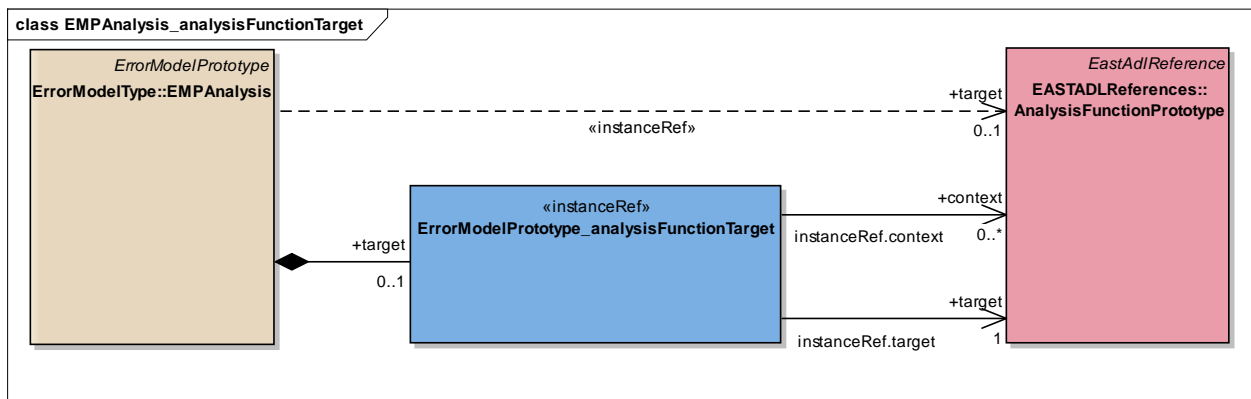 class EMPAnalysis_analysisFunctionTarget
ErrorModelPrototype
ErrorModelType::EMPAnalysis
EastAdlReference
EASTADLReferences::
AnalysisFunctionPrototype
+target
«instanceRef»
0..1
«instanceRef»
ErrorModelPrototype_analysisFunctionTarget
+context
instanceRef.context
0..*
+target
0..1
+target
instanceRef.target
1